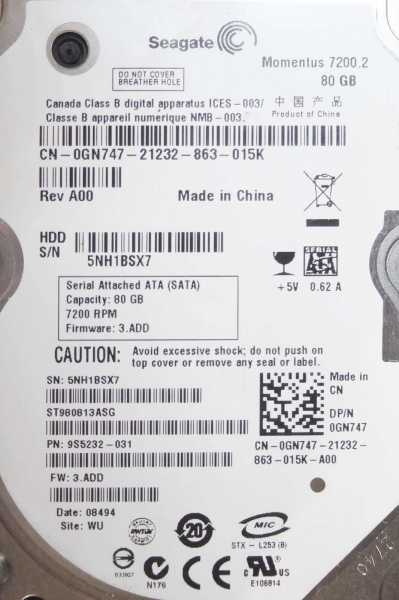 Seagate
Momentus 7200.2
80 GB
DO NOT COVER
BREATHER HOLE
Canada Class B digital apparatus ICES - 003/
Classe B appareil numérique NMB - 003.
中 国 产 品
Product of China
CN - 0GN747 - 21232 - 863 - 015K
Rev A00
Made in China
HDD
S/N
5NH1BSX7
SERIAL
ATA
+5V 0.62 A
Serial Attached ATA (SATA)
Capacity: 80 GB
7200 RPM
Firmware: 3.ADD
CAUTION: Avoid excessive shock; do not push on
top cover or remove any seal or label.
SN: 5NH1BSX7
Made in
CN
ST980813ASG
DP/N
0GN747
PN: 9S5232 - 031
CN - 0GN747 - 21232 -
863 - 015K - A00
FW: 3.ADD
Date: 08494
Site: WU
20
MIC
STX - L253 (B)
N176
CE
C US
E106814